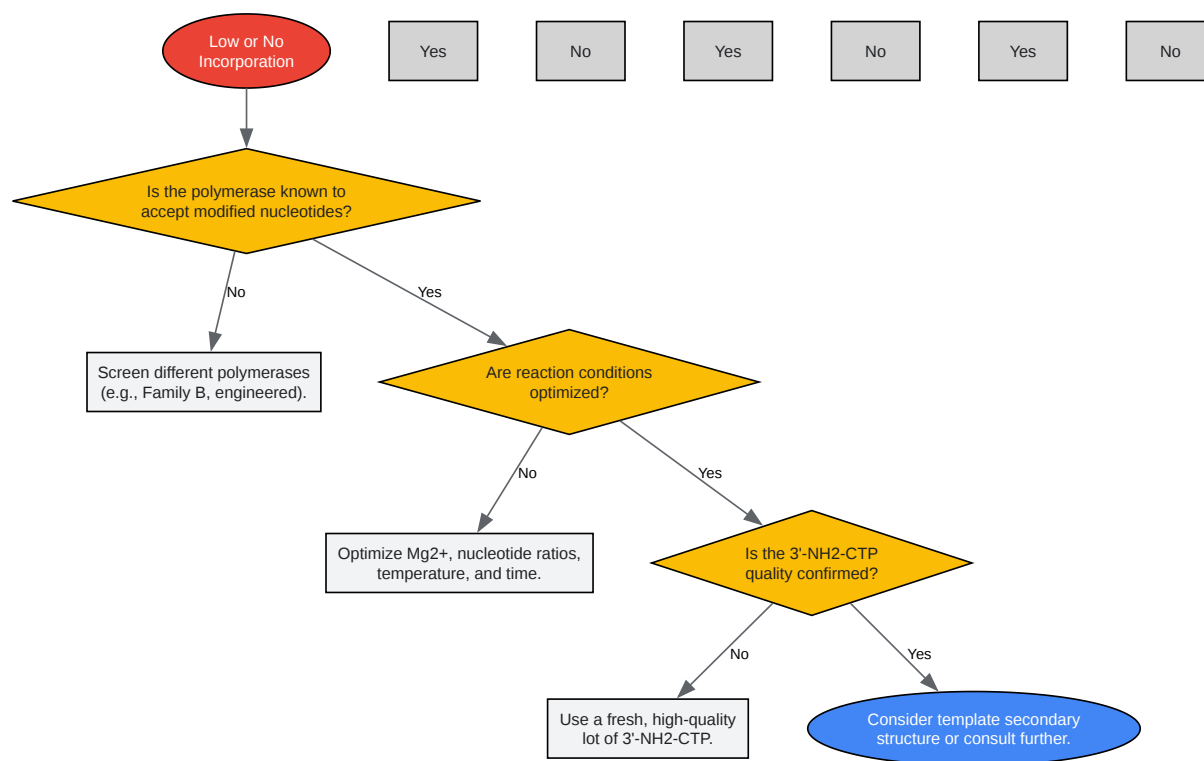 Low or No
Incorporation
Yes
No
Yes
No
Yes
No
Is the polymerase known to
accept modified nucleotides?
No
Yes
Screen different polymerases
(e.g., Family B, engineered).
Are reaction conditions
optimized?
No
Yes
Optimize Mg2+, nucleotide ratios,
temperature, and time.
Is the 3'-NH2-CTP
quality confirmed?
No
Yes
Use a fresh, high-quality
lot of 3'-NH2-CTP.
Consider template secondary
structure or consult further.